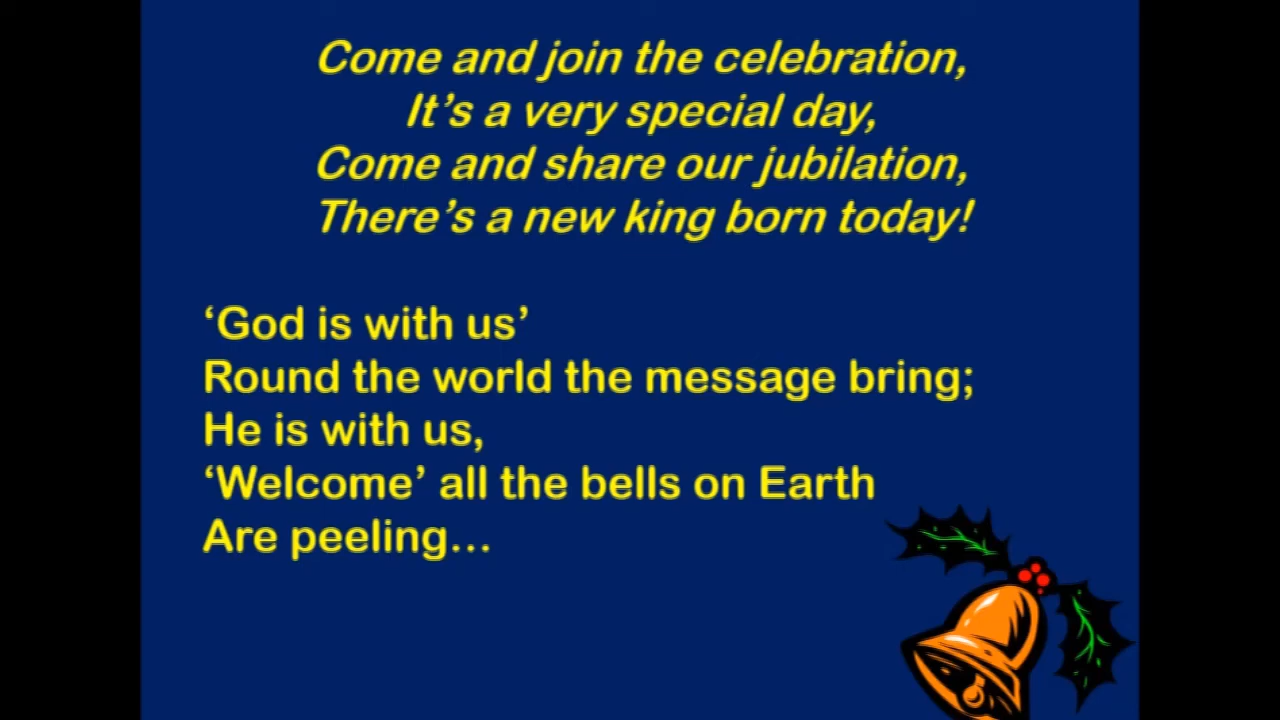 Come and join the celebration,
It’s a very special day,
Come and share our jubilation,
There’s a new king born today!
‘God is with us’
Round the world the message bring;
He is with us,
‘Welcome’ all the bells on Earth
Are peeling…